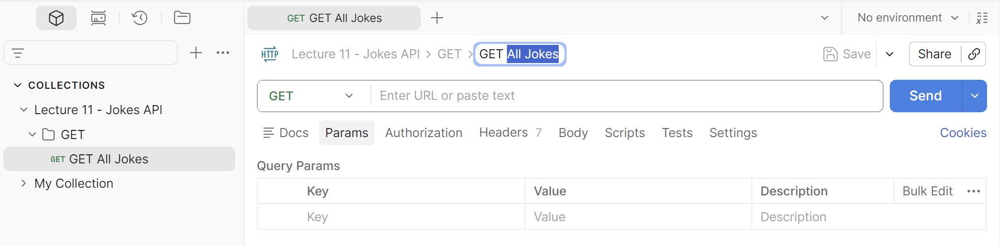 GET GET All Jokes
No environment
HTTP Lecture 11 - Jokes API > GET > GET All Jokes
Save
Share
COLLECTIONS
Lecture 11 - Jokes API
GET
GET GET All Jokes
My Collection
GET Enter URL or paste text
Send
Docs Params Authorization Headers 7 Body Scripts Tests Settings Cookies
Query Params
Key Value Description Bulk Edit
Key Value Description